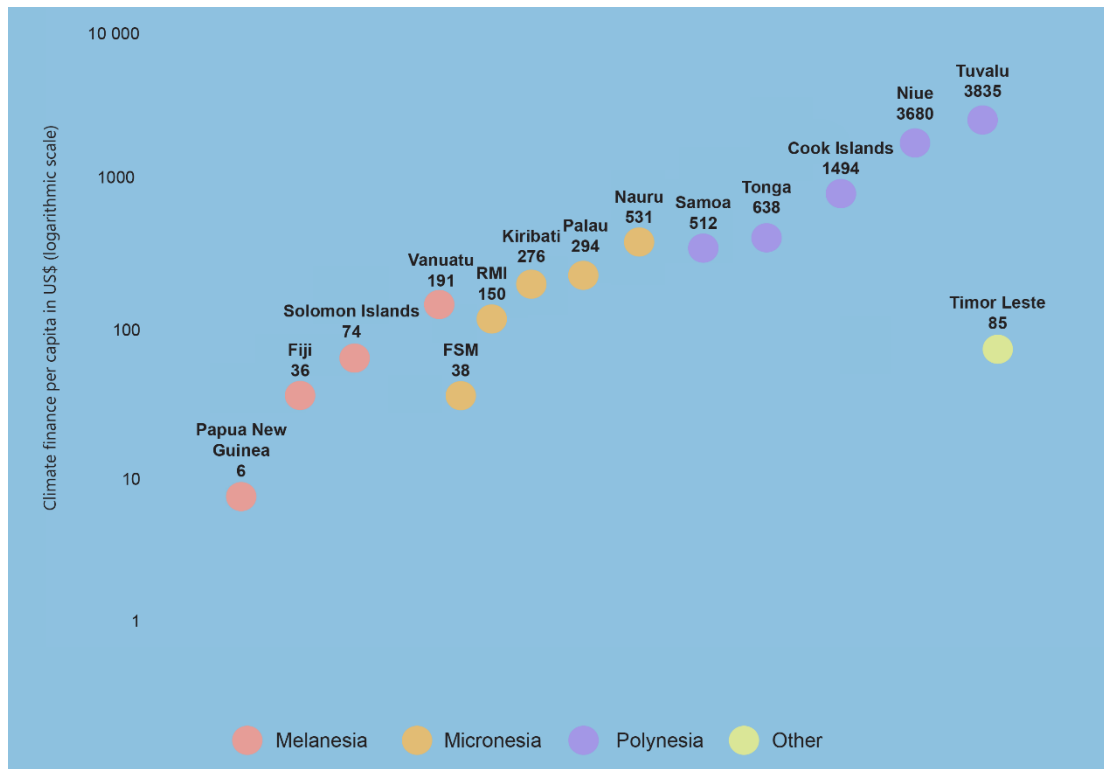 10 000
1000
100
10
1
Climate finance per capita in US$ (logarithmic scale)
Papua New
Guinea
6
Fiji
36
Solomon Islands
74
Vanuatu
191
FSM
38
RMI
150
Kiribati
276
Palau
294
Nauru
531
Samoa
512
Tonga
638
Cook Islands
1494
Niue
3680
Tuvalu
3835
Timor Leste
85
Melanesia
Micronesia
Polynesia
Other